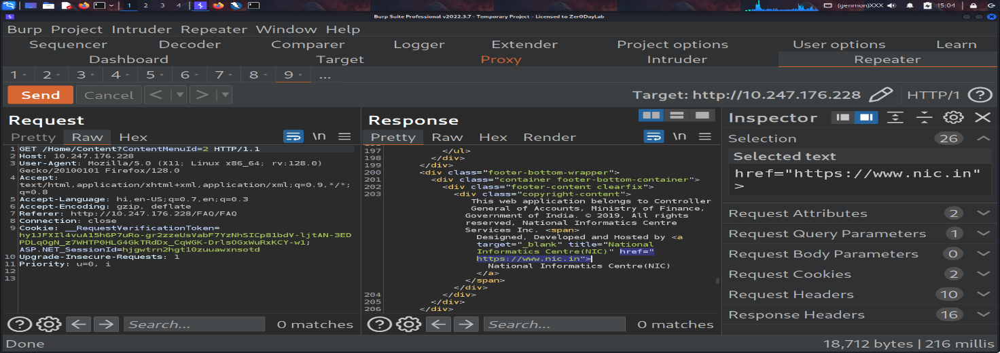 1 2 3 4 (genmon)XXX 15:04
Burp Suite Professional v2022.3.7 - Temporary Project - Licensed to Zer0DayLab
Burp Project Intruder Repeater Window Help
Sequencer Decoder Comparer Logger Extender Project options User options Learn
Dashboard Target Proxy Intruder Repeater
1 × 2 × 3 × 4 × 5 × 6 × 7 × 8 × 9 × ...
Send Cancel < > Target: http://10.247.176.228 HTTP/1 ?
Request
Pretty Raw Hex \n
1 GET /Home/Content?ContentMenuId=2 HTTP/1.1
2 Host: 10.247.176.228
3 User-Agent: Mozilla/5.0 (X11; Linux x86_64; rv:128.0)
Gecko/20100101 Firefox/128.0
4 Accept:
text/html,application/xhtml+xml,application/xml;q=0.9,*/*;
q=0.8
5 Accept-Language: hi,en-US;q=0.7,en;q=0.3
6 Accept-Encoding: gzip, deflate
7 Referer: http://10.247.176.228/FAQ/FAQ
8 Connection: close
9 Cookie: __RequestVerificationToken=
hy1JFXIl4vuA15h6P7uRo-gr2zzeUsVabF7YzNhSICp81bdV-ljtAN-3ED
PDLqOgN_z7WHTP0HLG4GkTRdDx_CqWGK-DrlsOGxWuRxKCY-w1;
ASP.NET_SessionId=hjgwtrn2hgt10zuuawxnsotd
10 Upgrade-Insecure-Requests: 1
11 Priority: u=0, i
12
13
? Search... 0 matches
Response
Pretty Raw Hex Render \n
197 </ul>
198 </div>
199 </div>
200 <div class="footer-bottom-wrapper">
201 <div class="container footer-bottom-container">
202 <div class="footer-content clearfix">
203 <div class="copyright-content">
This web application belongs to Controller
General of Accounts, Ministry of Finance,
Government of India. © 2019, All rights
reserved, National Informatics Centre
Services Inc. <span>
Designed, Developed and Hosted by <a
target="_blank" title="National
Informatics Centre(NIC)" href="
https://www.nic.in">
National Informatics Centre(NIC)
</a>
</span>
</div>
204 </div>
205 </div>
206 </div>
? Search... 0 matches
Inspector
Selection 26
Selected text
href="https://www.nic.in"
>
Request Attributes 2
Request Query Parameters 1
Request Body Parameters 0
Request Cookies 2
Request Headers 10
Response Headers 16
Done 18,712 bytes | 216 millis